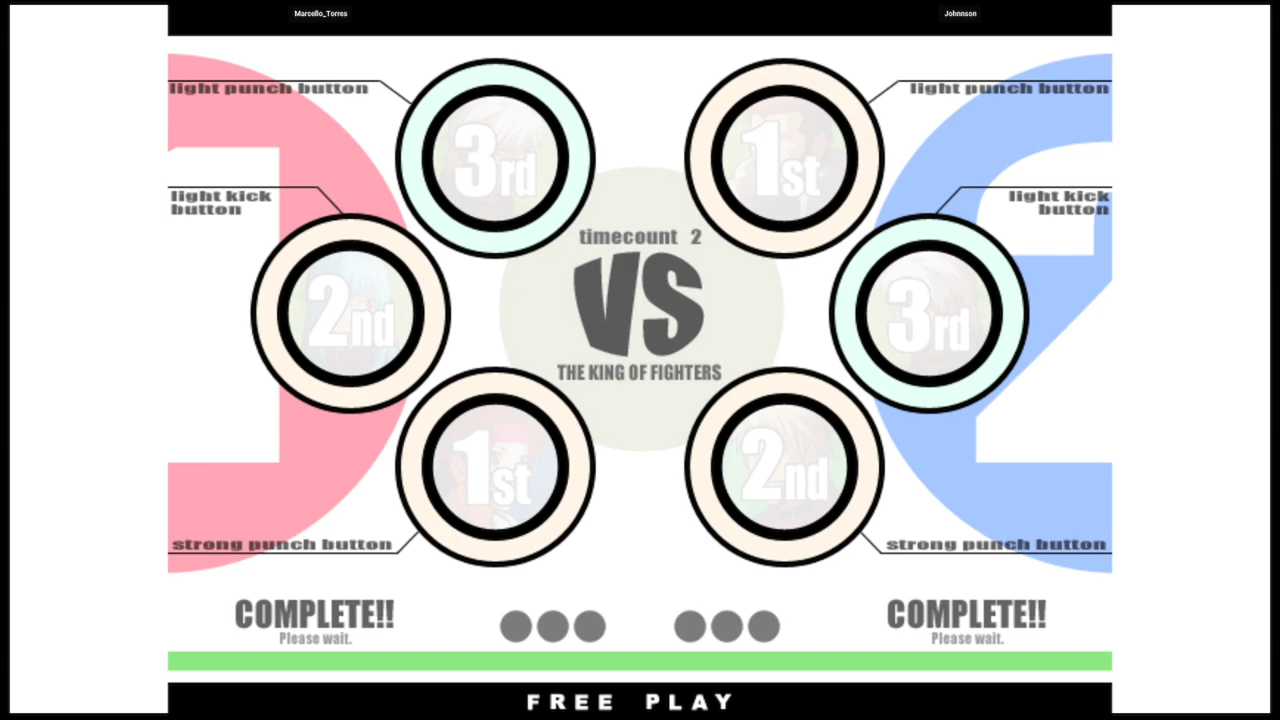 Marcello_Torres
Johnnson
light punch button
light punch button
3rd
1st
light kick
button
light kick
button
timecount 2
VS
THE KING OF FIGHTERS
2nd
3rd
1st
2nd
strong punch button
strong punch button
COMPLETE!!
Please wait.
COMPLETE!!
Please wait.
FREE PLAY